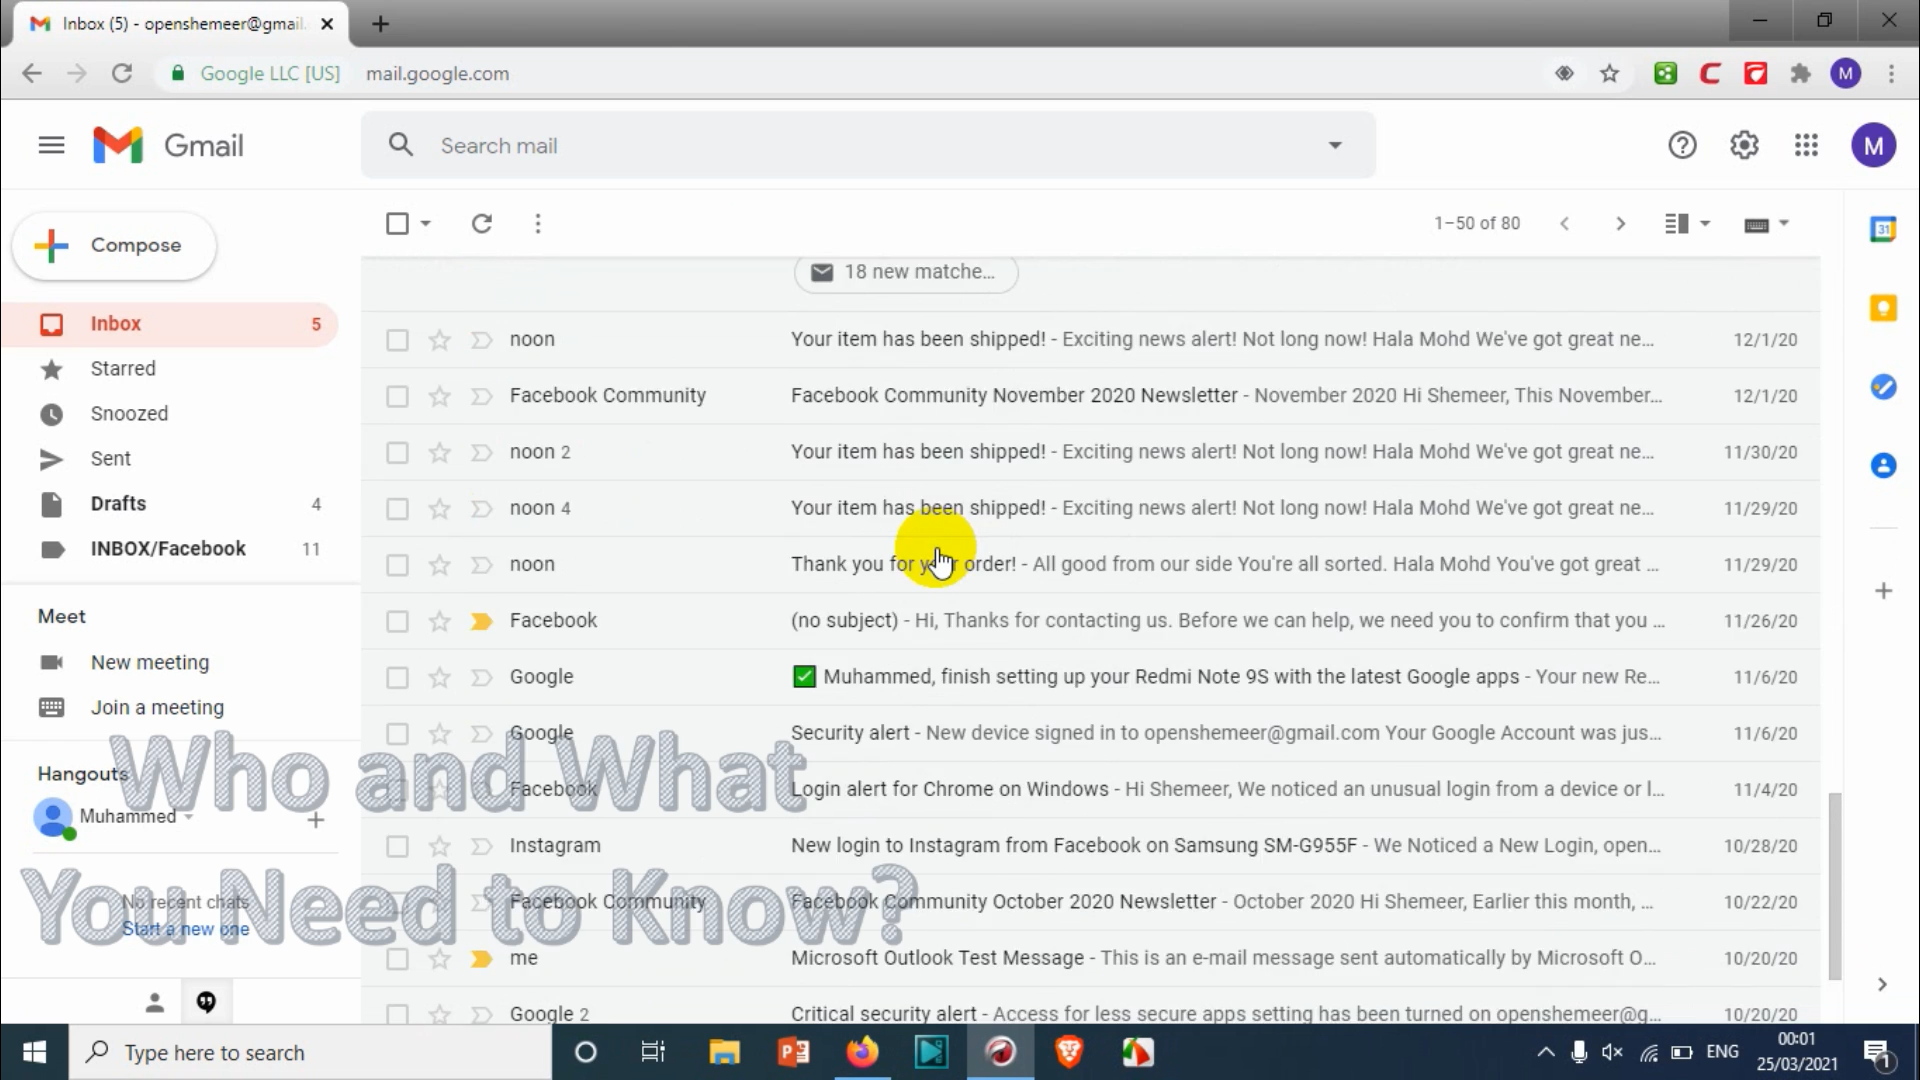 Inbox (5) - openshemeer@gmail.
Google LLC [US] mail.google.com
M
Gmail
Search mail
M
Compose
1–50 of 80
31
18 new matche...
Inbox 5
Starred
Snoozed
Sent
Drafts 4
INBOX/Facebook 11
Meet
New meeting
Join a meeting
Hangouts
Muhammed
No recent chats
Start a new one
noon Your item has been shipped! - Exciting news alert! Not long now! Hala Mohd We've got great ne... 12/1/20
Facebook Community Facebook Community November 2020 Newsletter - November 2020 Hi Shemeer, This November... 12/1/20
noon 2 Your item has been shipped! - Exciting news alert! Not long now! Hala Mohd We've got great ne... 11/30/20
noon 4 Your item has been shipped! - Exciting news alert! Not long now! Hala Mohd We've got great ne... 11/29/20
noon Thank you for your order! - All good from our side You're all sorted. Hala Mohd You've got great ... 11/29/20
Facebook (no subject) - Hi, Thanks for contacting us. Before we can help, we need you to confirm that you ... 11/26/20
Google Muhammed, finish setting up your Redmi Note 9S with the latest Google apps - Your new Re... 11/6/20
Google Security alert - New device signed in to openshemeer@gmail.com Your Google Account was jus... 11/6/20
Facebook Login alert for Chrome on Windows - Hi Shemeer, We noticed an unusual login from a device or l... 11/4/20
Instagram New login to Instagram from Facebook on Samsung SM-G955F - We Noticed a New Login, open... 10/28/20
Facebook Community Facebook Community October 2020 Newsletter - October 2020 Hi Shemeer, Earlier this month, ... 10/22/20
me Microsoft Outlook Test Message - This is an e-mail message sent automatically by Microsoft O... 10/20/20
Google 2 Critical security alert - Access for less secure apps setting has been turned on openshemeer@g... 10/20/20
Who and What
You Need to Know?
Type here to search
ENG
00:01
25/03/2021
1